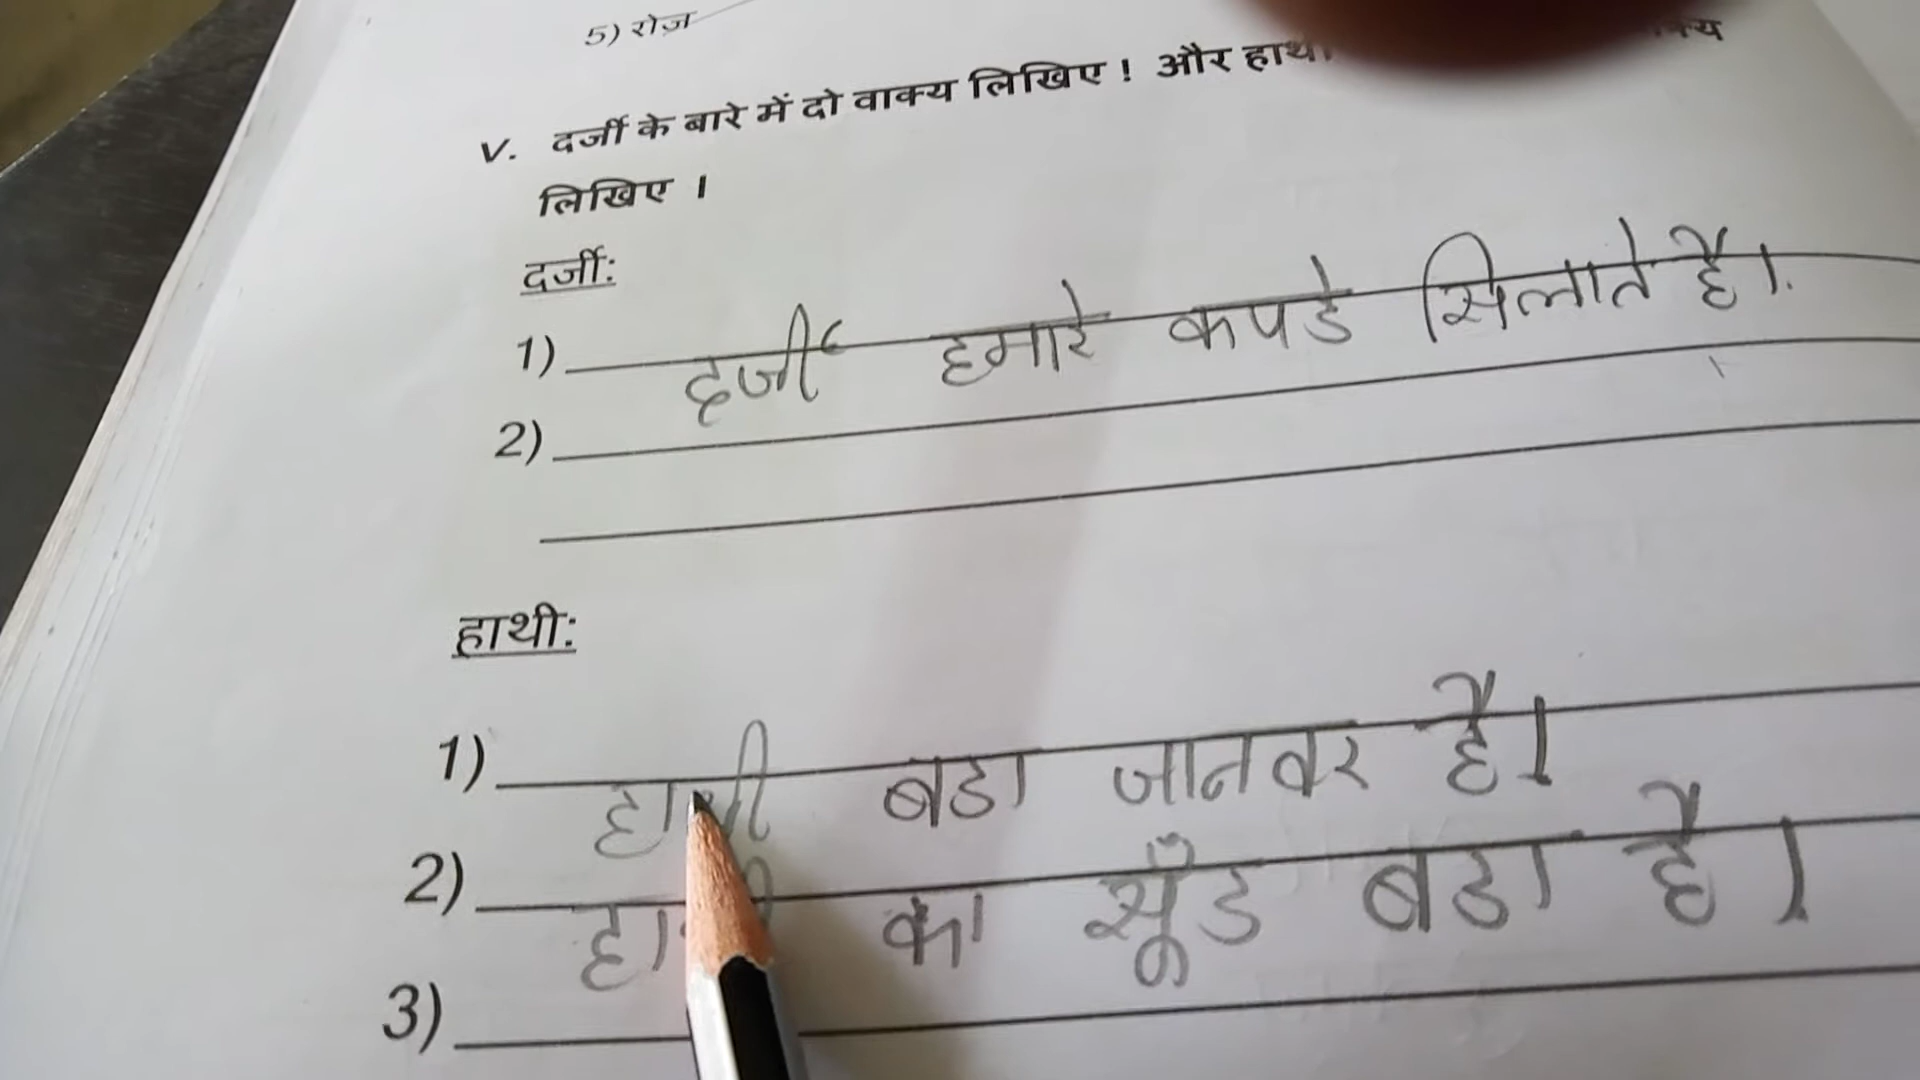 5) रोज़
V. दर्जी के बारे में दो वाक्य लिखिए ! और
लिखिए ।
दर्जी:
1) दर्जी हमारे कपडे सिलाते है।.
2)
हाथी:
1) बडा जानवर है।
2) का सूँड बडा है।
3)